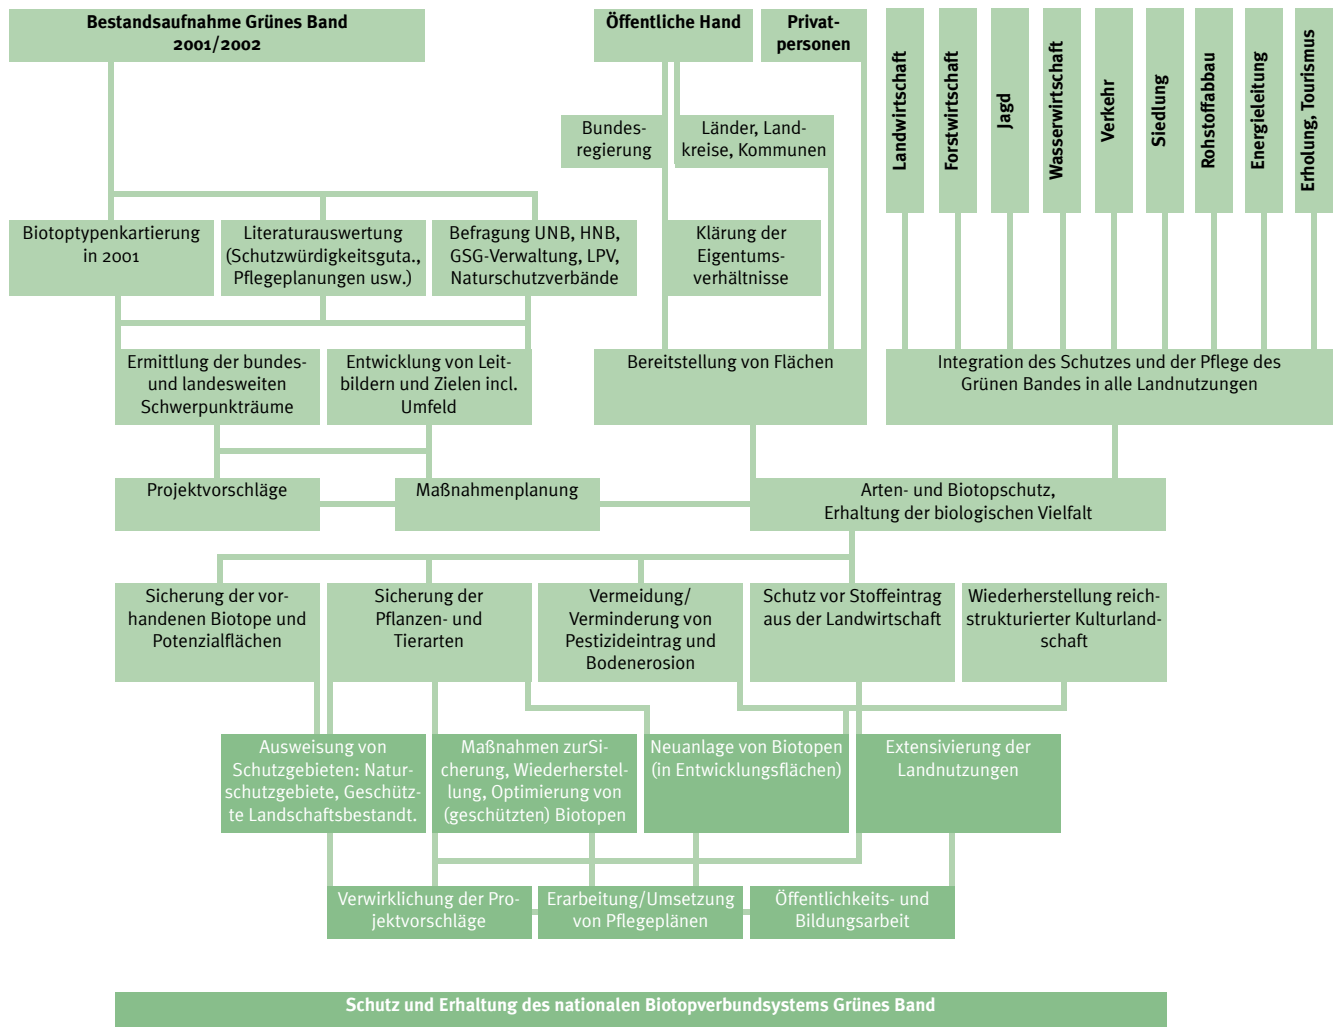 Bestandsaufnahme Grünes Band
2001/2002
Öffentliche Hand
Privat-
personen
Landwirtschaft
Forstwirtschaft
Jagd
Wasserwirtschaft
Verkehr
Siedlung
Rohstoffabbau
Energieleitung
Erholung, Tourismus
Bundes-
regierung
Länder, Land-
kreise, Kommunen
Biotoptypenkartierung
in 2001
Literaturauswertung
(Schutzwürdigkeitsguta.,
Pflegeplanungen usw.)
Befragung UNB, HNB,
GSG-Verwaltung, LPV,
Naturschutzverbände
Klärung der
Eigentums-
verhältnisse
Ermittlung der bundes-
und landesweiten
Schwerpunkträume
Entwicklung von Leit-
bildern und Zielen incl.
Umfeld
Bereitstellung von Flächen
Integration des Schutzes und der Pflege des
Grünen Bandes in alle Landnutzungen
Projektvorschläge
Maßnahmenplanung
Arten- und Biotopschutz,
Erhaltung der biologischen Vielfalt
Sicherung der vor-
handenen Biotope und
Potenzialflächen
Sicherung der
Pflanzen- und
Tierarten
Vermeidung/
Verminderung von
Pestizideintrag und
Bodenerosion
Schutz vor Stoffeintrag
aus der Landwirtschaft
Wiederherstellung reich-
strukturierter Kulturland-
schaft
Ausweisung von
Schutzgebieten: Natur-
schutzgebiete, Geschütz-
te Landschaftsbestandt.
Maßnahmen zurSi-
cherung, Wiederherstel-
lung, Optimierung von
(geschützten) Biotopen
Neuanlage von Biotopen
(in Entwicklungsflächen)
Extensivierung der
Landnutzungen
Verwirklichung der Pro-
jektvorschläge
Erarbeitung/Umsetzung
von Pflegeplänen
Öffentlichkeits- und
Bildungsarbeit
Schutz und Erhaltung des nationalen Biotopverbundsystems Grünes Band